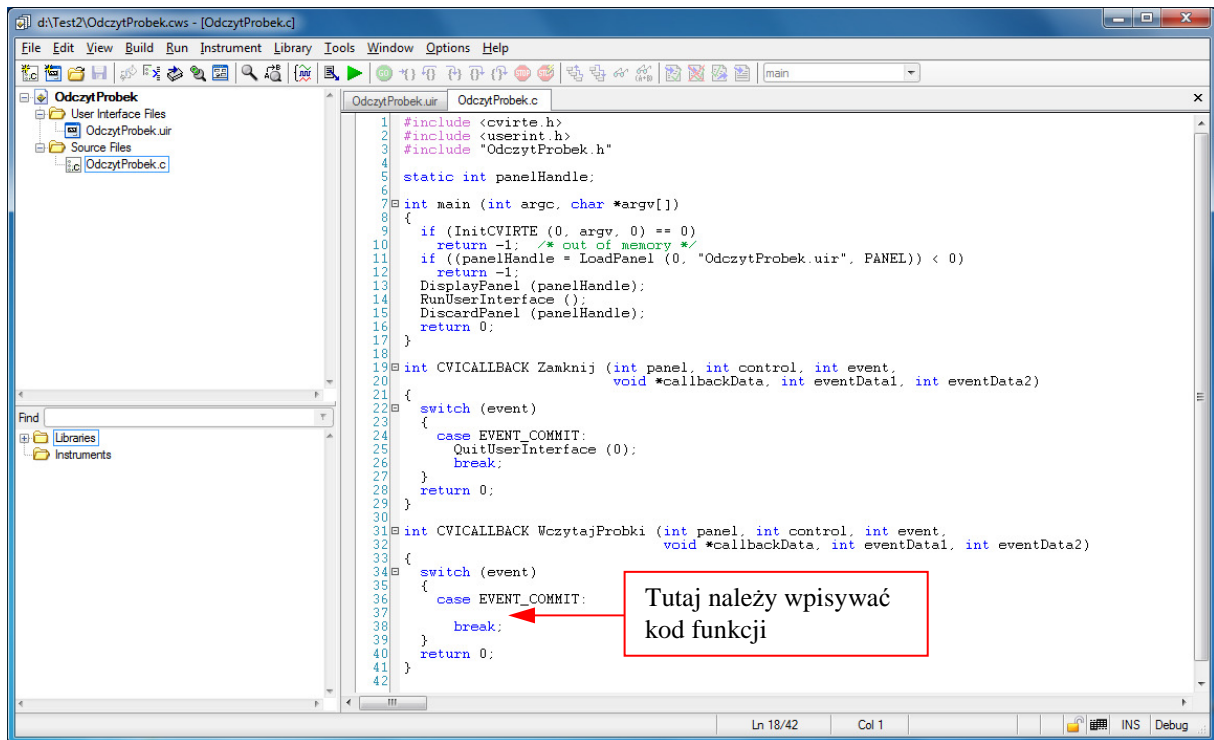 d:\Test2\OdczytProbek.cws - [OdczytProbek.c]
File Edit View Build Run Instrument Library Tools Window Options Help
main
OdczytProbek
User Interface Files
OdczytProbek.uir
Source Files
OdczytProbek.c
Find
Libraries
Instruments
OdczytProbek.uir OdczytProbek.c
1 #include <cvirte.h>
2 #include <userint.h>
3 #include "OdczytProbek.h"
4
5 static int panelHandle;
6
7 int main (int argc, char *argv[])
8 {
9 if (InitCVIRTE (0, argv, 0) == 0)
10 return -1; /* out of memory */
11 if ((panelHandle = LoadPanel (0, "OdczytProbek.uir", PANEL)) < 0)
12 return -1;
13 DisplayPanel (panelHandle);
14 RunUserInterface ();
15 DiscardPanel (panelHandle);
16 return 0;
17 }
18
19 int CVICALLBACK Zamknij (int panel, int control, int event,
20 void *callbackData, int eventData1, int eventData2)
21 {
22 switch (event)
23 {
24 case EVENT_COMMIT:
25 QuitUserInterface (0);
26 break;
27 }
28 return 0;
29 }
30
31 int CVICALLBACK WczytajProbki (int panel, int control, int event,
32 void *callbackData, int eventData1, int eventData2)
33 {
34 switch (event)
35 {
36 case EVENT_COMMIT:
37
38 break;
39 }
40 return 0;
41 }
42
Tutaj należy wpisywać
kod funkcji
Ln 18/42 Col 1 INS Debug